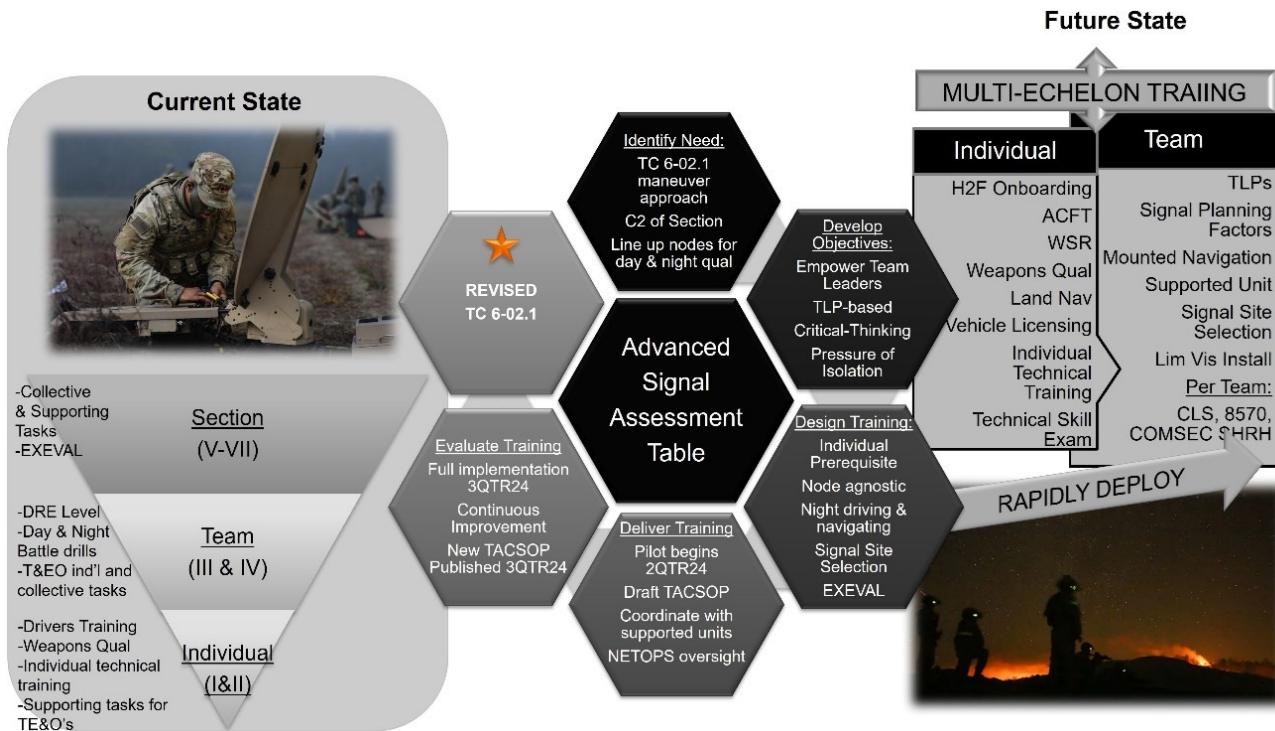 Current State
-Collective
& Supporting
Tasks
-EXEVAL
Section
(V-VII)
-DRE Level
-Day & Night
Battle drills
-T&EO ind'l and
collective tasks
Team
(III & IV)
-Drivers Training
-Weapons Qual
-Individual technical
training
-Supporting tasks for
TE&O's
Individual
(I&II)
REVISED
TC 6-02.1
Identify Need:
TC 6-02.1
maneuver
approach
C2 of Section
Line up nodes for
day & night qual
Develop
Objectives:
Empower Team
Leaders
TLP-based
Critical-Thinking
Pressure of
Isolation
Advanced
Signal
Assessment
Table
Design Training:
Individual
Prerequisite
Node agnostic
Night driving &
navigating
Signal Site
Selection
EXEVAL
Deliver Training
Pilot begins
2QTR24
Draft TACSOP
Coordinate with
supported units
NETOPS oversight
Evaluate Training
Full implementation
3QTR24
Continuous
Improvement
New TACSOP
Published 3QTR24
Future State
MULTI-ECHELON TRAIING
Individual
H2F Onboarding
ACFT
WSR
Weapons Qual
Land Nav
Vehicle Licensing
Individual
Technical
Training
Technical Skill
Exam
Team
TLPs
Signal Planning
Factors
Mounted Navigation
Supported Unit
Signal Site
Selection
Lim Vis Install
Per Team:
CLS, 8570,
COMSEC SHRH
RAPIDLY DEPLOY